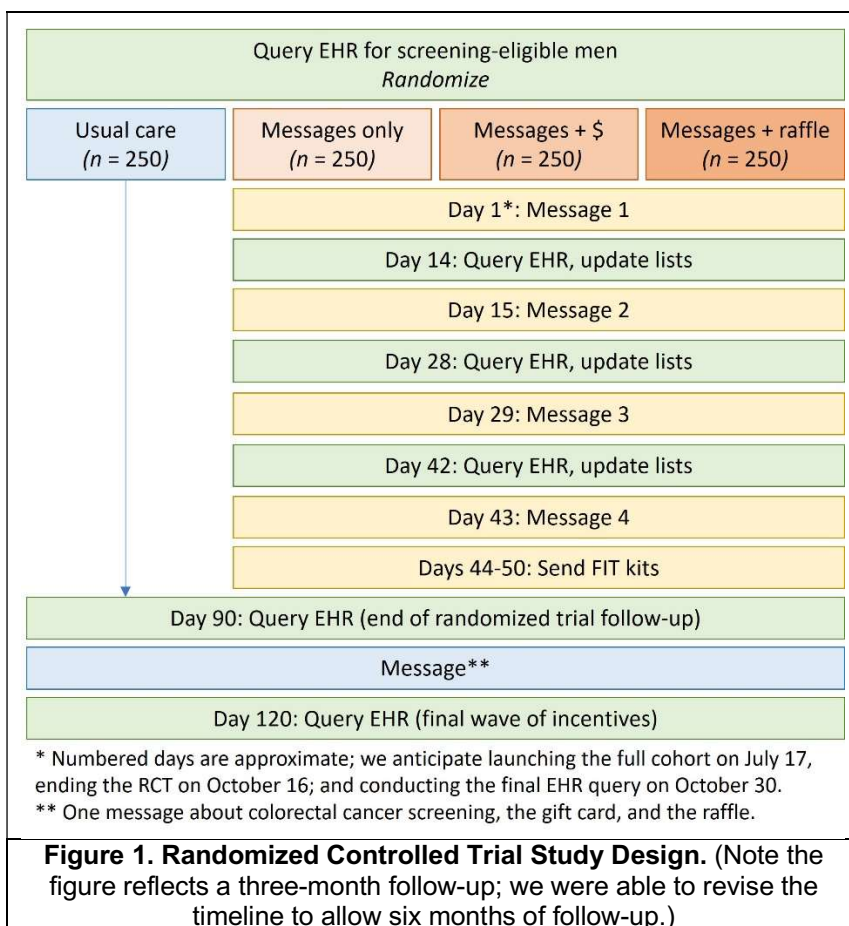 Query EHR for screening-eligible men
Randomize
Usual care
(n = 250)
Messages only
(n = 250)
Messages + $
(n = 250)
Messages + raffle
(n = 250)
Day 1*: Message 1
Day 14: Query EHR, update lists
Day 15: Message 2
Day 28: Query EHR, update lists
Day 29: Message 3
Day 42: Query EHR, update lists
Day 43: Message 4
Days 44-50: Send FIT kits
Day 90: Query EHR (end of randomized trial follow-up)
Message**
Day 120: Query EHR (final wave of incentives)
* Numbered days are approximate; we anticipate launching the full cohort on July 17,
ending the RCT on October 16; and conducting the final EHR query on October 30.
** One message about colorectal cancer screening, the gift card, and the raffle.
Figure 1. Randomized Controlled Trial Study Design. (Note the
figure reflects a three-month follow-up; we were able to revise the
timeline to allow six months of follow-up.)